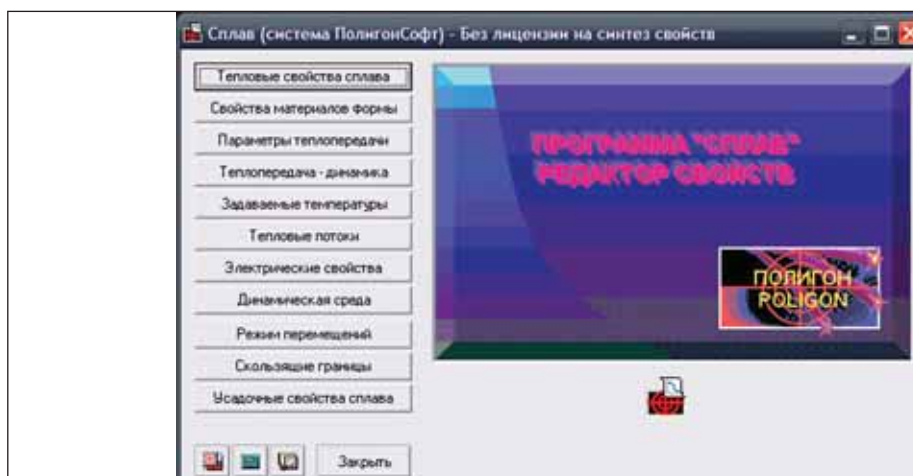 Сплав (система ПолигонСофт) - Без лицензии на синтез свойств
Тепловые свойства сплава
Свойства материалов формы
Параметры теплопередачи
Теплопередача - динамика
Задаваемые температуры
Тепловые потоки
Электрические свойства
Динамическая среда
Режим перемещений
Скользящие границы
Усадочные свойства сплава
Закрыть
ПРОГРАММА "СПЛАВ"
РЕДАКТОР СВОЙСТВ
ПОЛИГОН
POLIGON